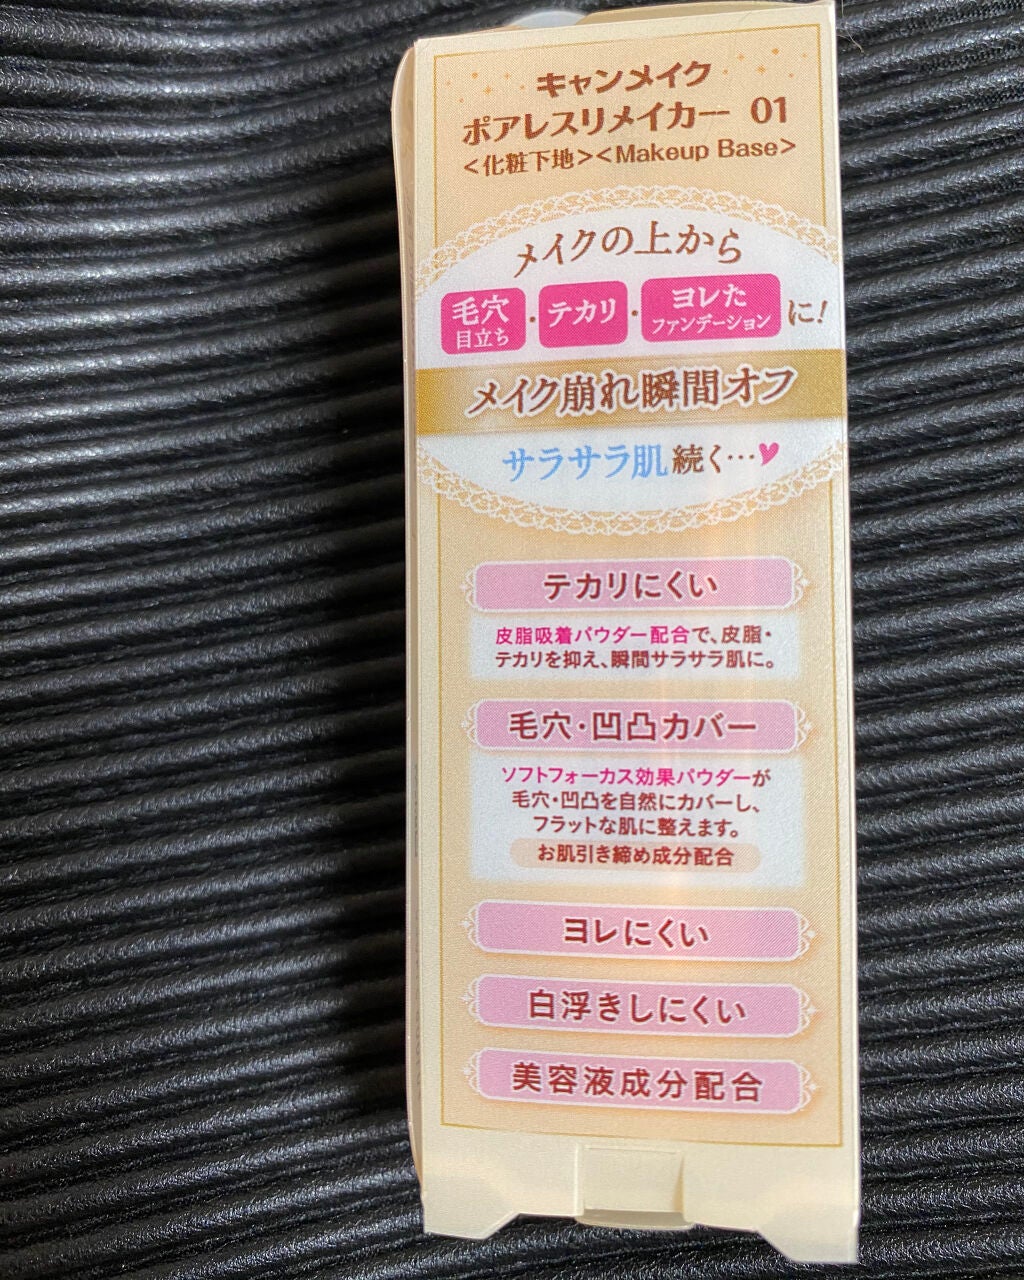 キャンメイク
ポアレスリメイカー 01
<化粧下地><Makeup Base>
メイクの上から
毛穴目立ち・テカリ・ヨレたファンデーションに!
メイク崩れ瞬間オフ
サラサラ肌続く…♥
テカリにくい
皮脂吸着パウダー配合で、皮脂・
テカリを抑え、瞬間サラサラ肌に。
毛穴・凹凸カバー
ソフトフォーカス効果パウダーが
毛穴・凹凸を自然にカバーし、
フラットな肌に整えます。
お肌引き締め成分配合
ヨレにくい
白浮きしにくい
美容液成分配合